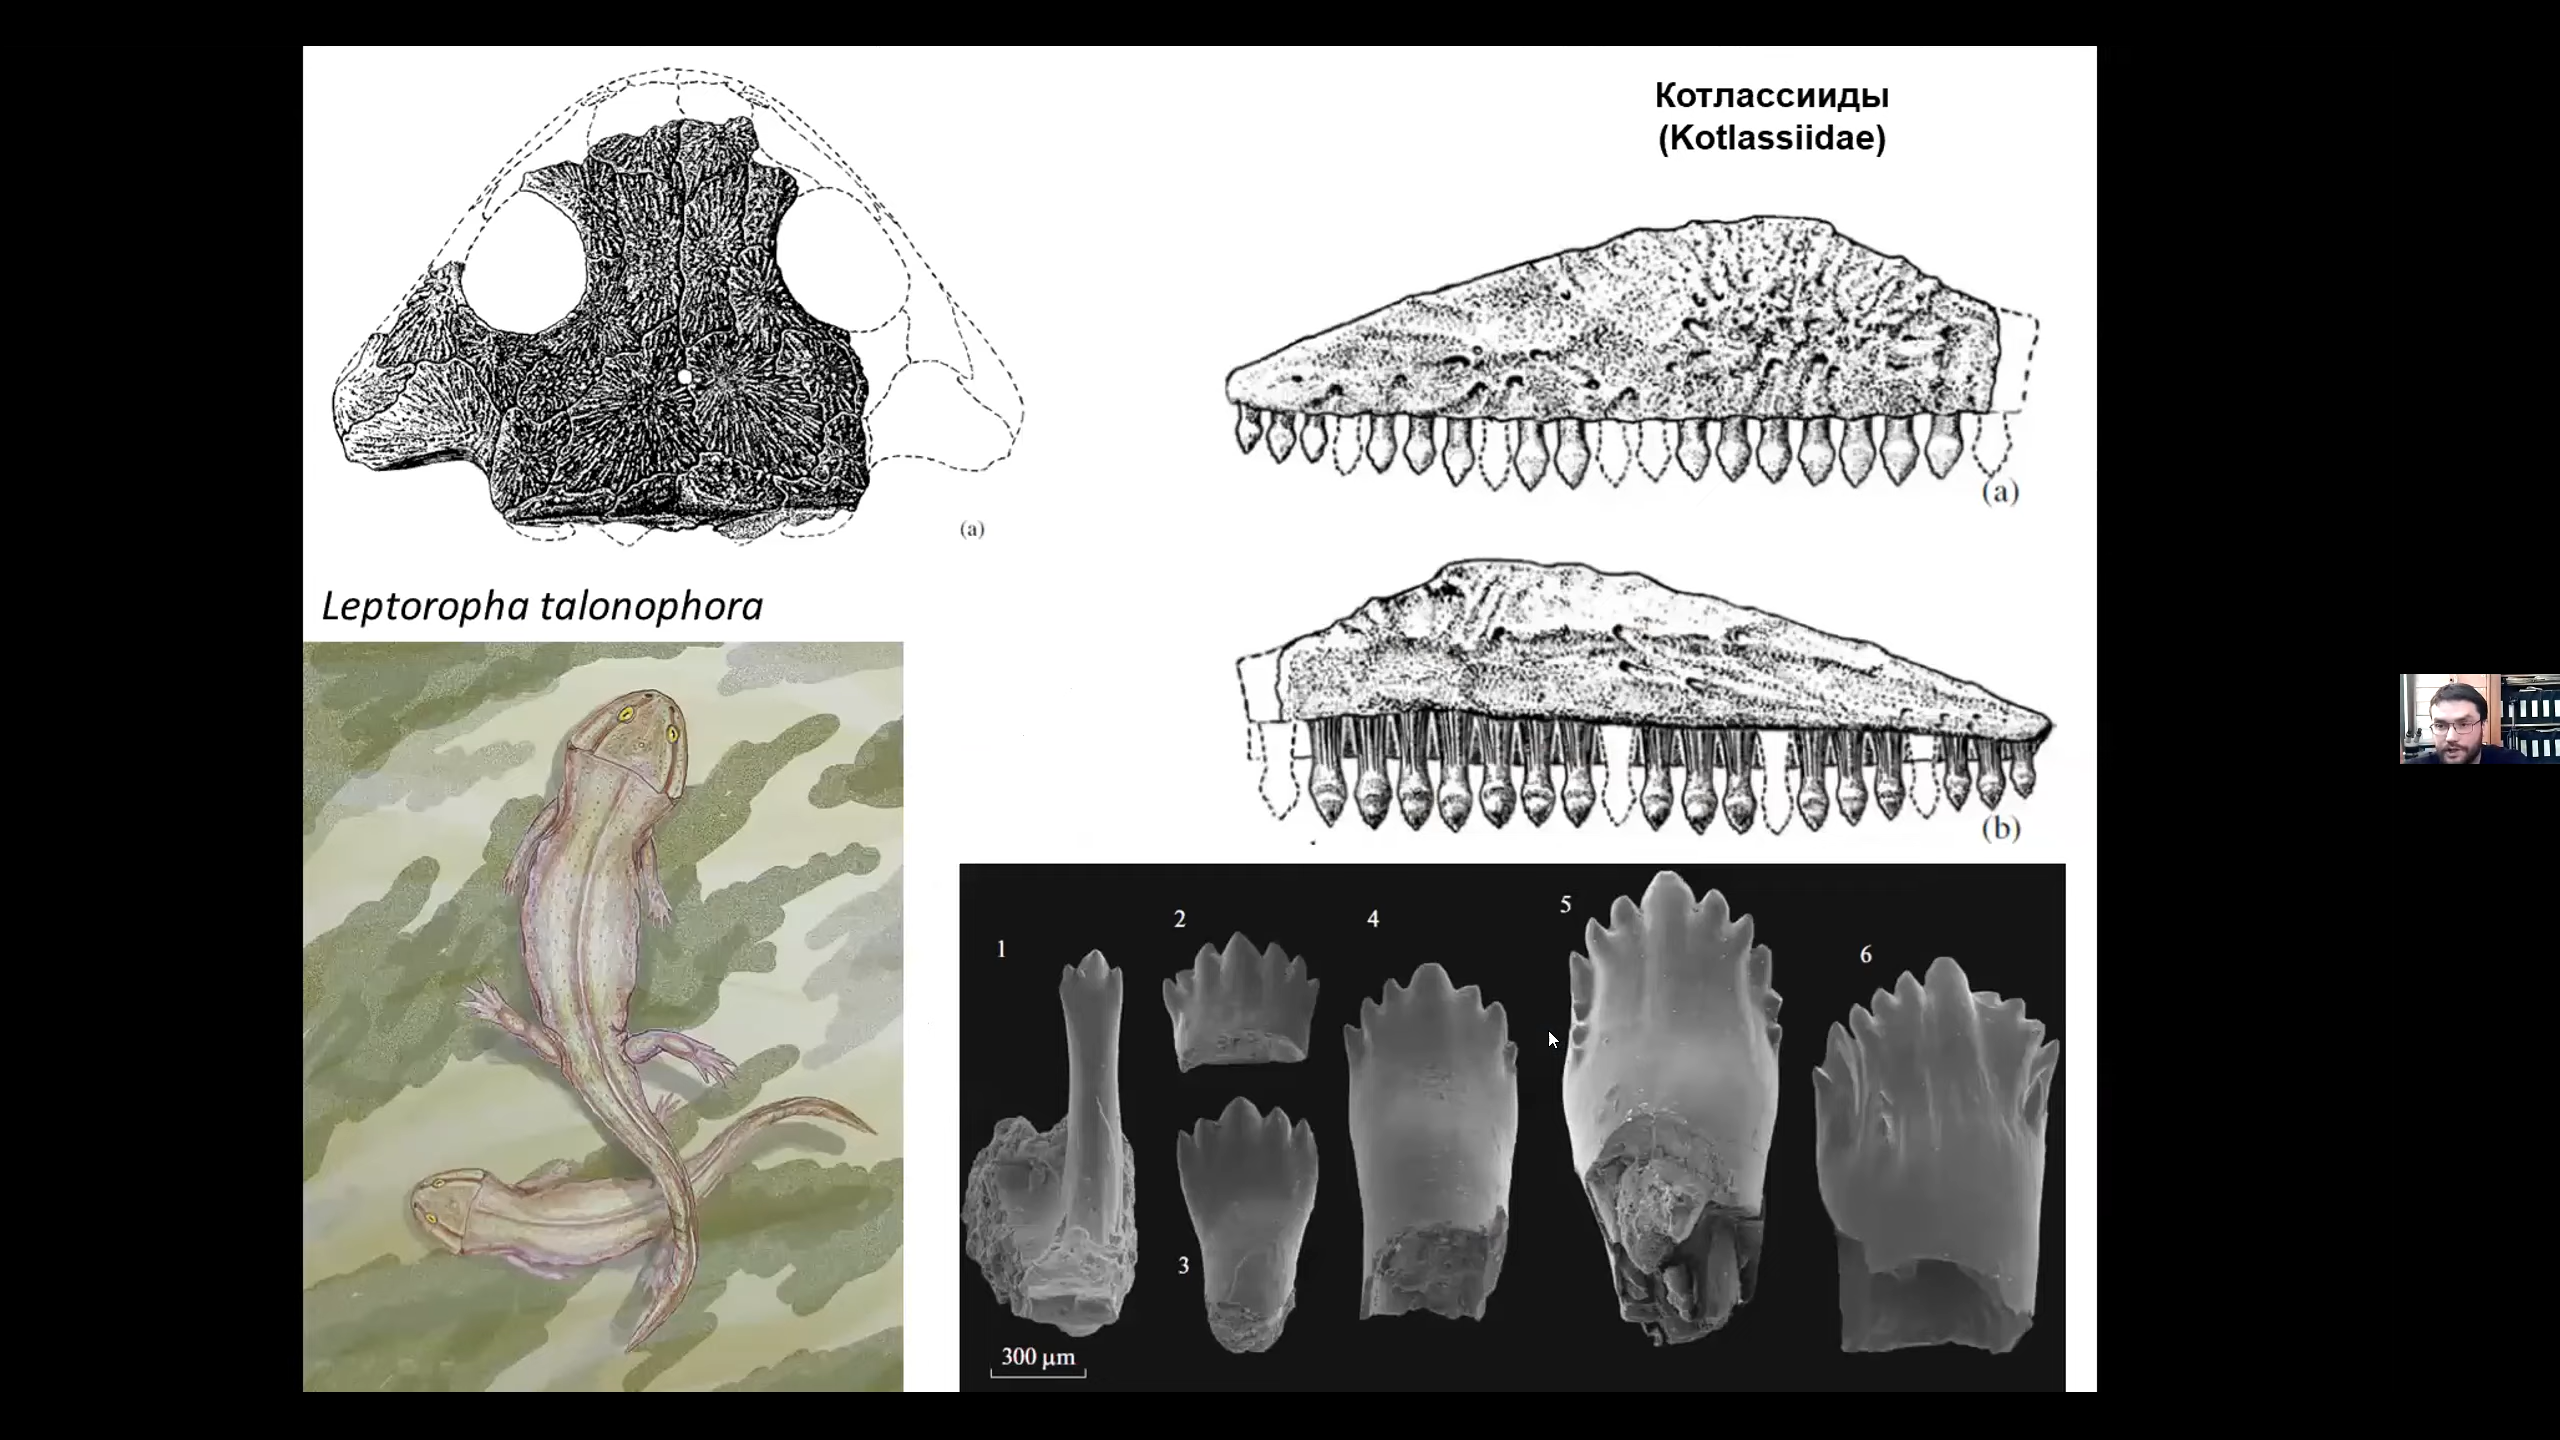 Котлассииды
(Kotlassiidae)
(a)
(a)
Leptoropha talonophora
(b)
1
2
3
4
5
6
300 µm